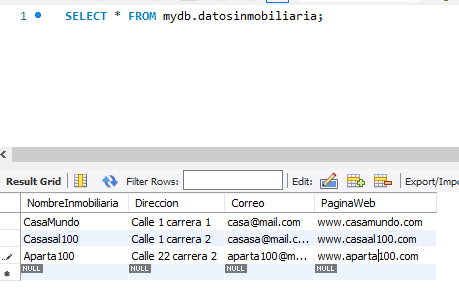 1 SELECT * FROM mydb.datosinmobiliaria;
Result Grid Filter Rows: Edit: Export/Impo
NombreInmobiliaria Direccion Correo PaginaWeb
CasaMundo Calle 1 carrera 1 casa@mail.com www.casamundo.com
Casasal100 Calle 1 carrera 2 casasa@mail.c... www.casaal100.com
Aparta100 Calle 22 carrera 2 aparta100@m... www.aparta100.com
NULL NULL NULL NULL